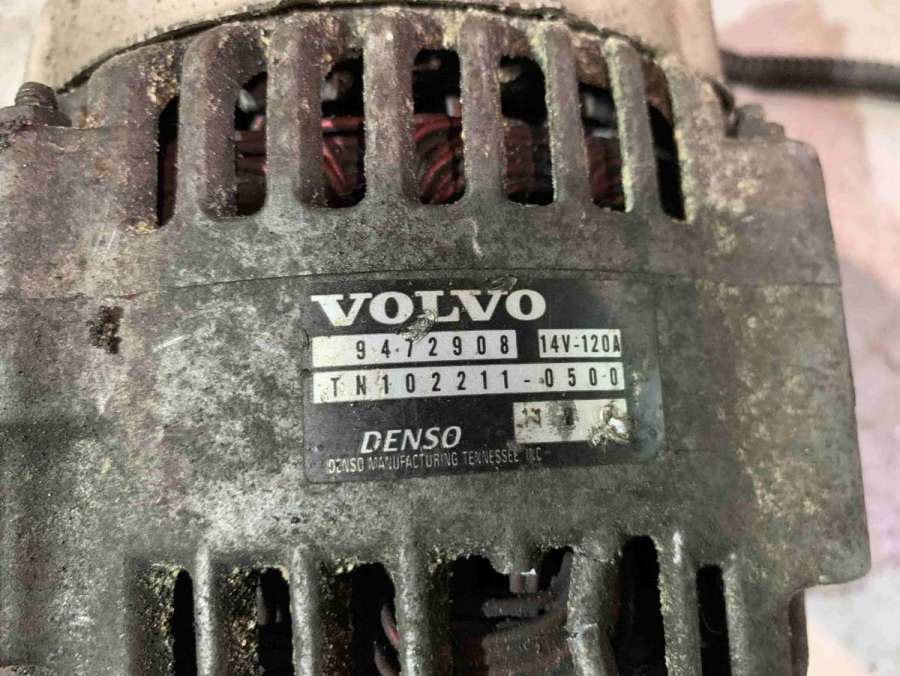 VOLVO
9472908 14V-120A
TN102211-0500
DENSO
DENSO MANUFACTURING TENNESSEE INC